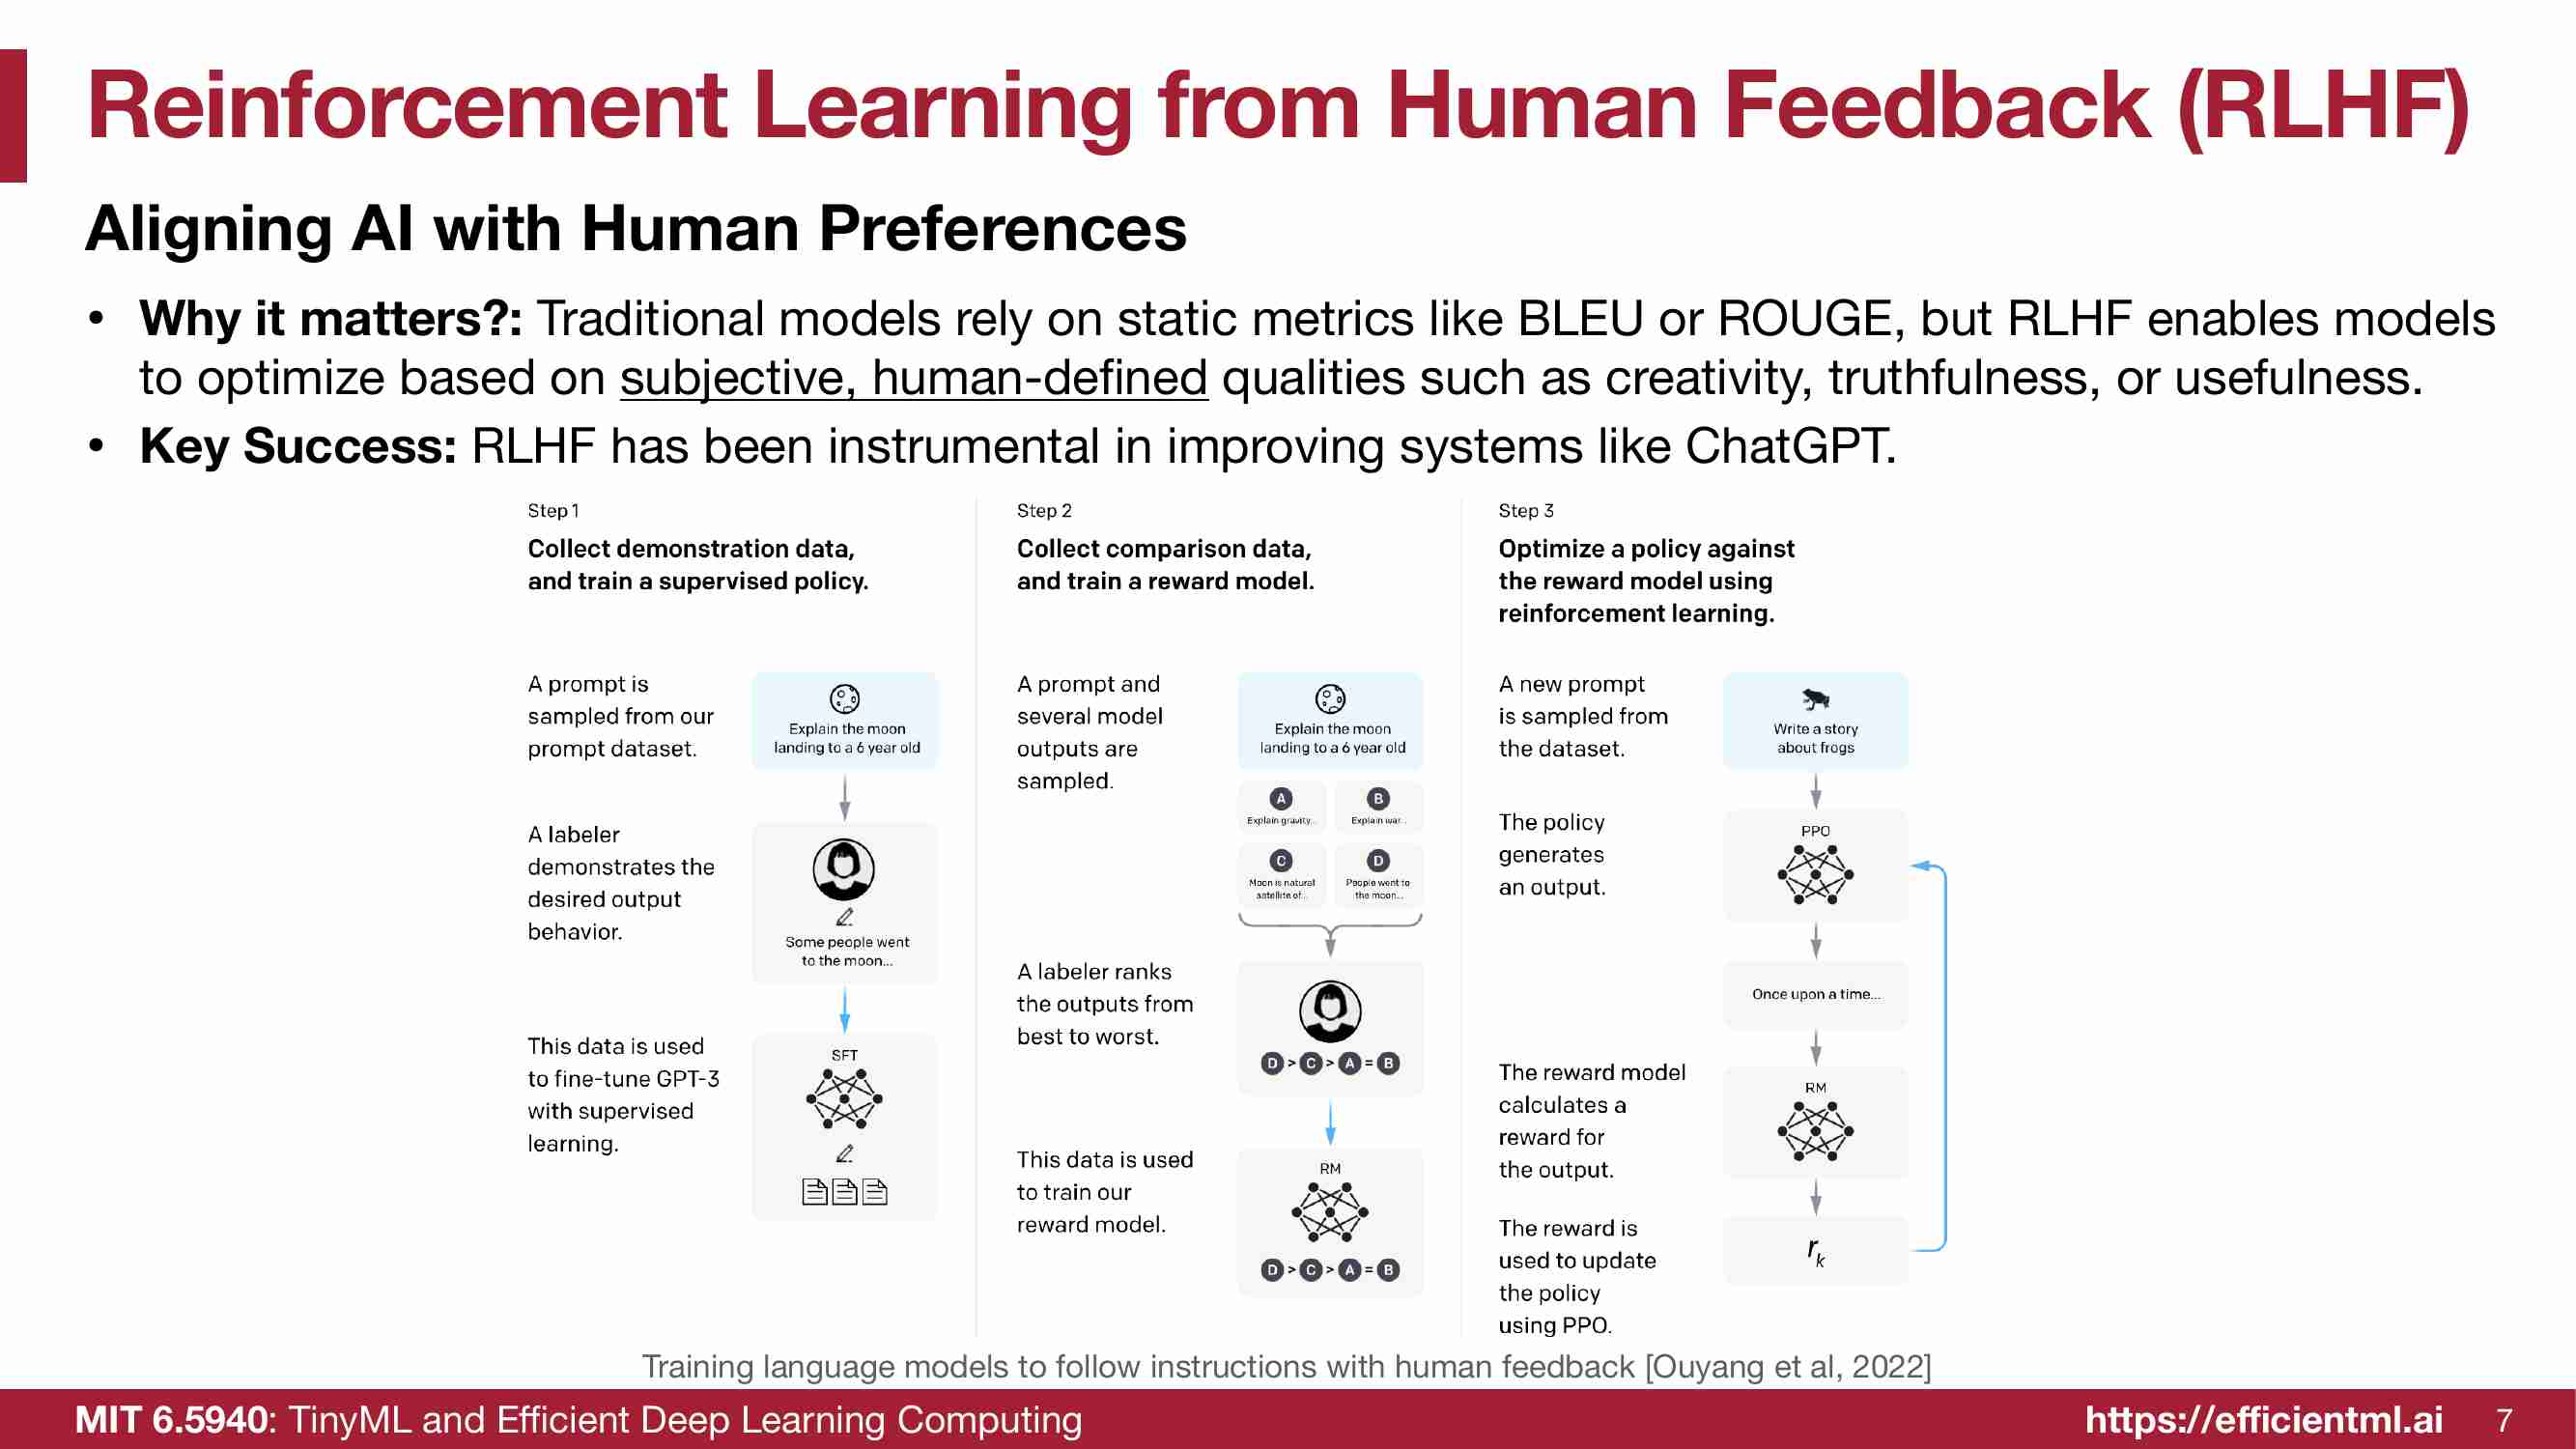 Reinforcement Learning from Human Feedback (RLHF)
Aligning AI with Human Preferences
• Why it matters?: Traditional models rely on static metrics like BLEU or ROUGE, but RLHF enables models
to optimize based on subjective, human-defined qualities such as creativity, truthfulness, or usefulness.
• Key Success: RLHF has been instrumental in improving systems like ChatGPT.
Step 1
Collect demonstration data,
and train a supervised policy.
A prompt is
sampled from our
prompt dataset.
Explain the moon
landing to a 6 year old
A labeler
demonstrates the
desired output
behavior.
Some people went
to the moon...
This data is used
to fine-tune GPT-3
with supervised
learning.
SFT
Step 2
Collect comparison data,
and train a reward model.
A prompt and
several model
outputs are
sampled.
Explain the moon
landing to a 6 year old
A B
Explain gravity... Explain war...
C D
Moon is natural People went to
satellite of... the moon...
A labeler ranks
the outputs from
best to worst.
D > C > A = B
This data is used
to train our
reward model.
RM
D > C > A = B
Step 3
Optimize a policy against
the reward model using
reinforcement learning.
A new prompt
is sampled from
the dataset.
Write a story
about frogs
The policy
generates
an output.
PPO
Once upon a time...
The reward model
calculates a
reward for
the output.
RM
The reward is
used to update
the policy
using PPO.
rk
Training language models to follow instructions with human feedback [Ouyang et al, 2022]
MIT 6.5940: TinyML and Efficient Deep Learning Computing
https://efficientml.ai 7